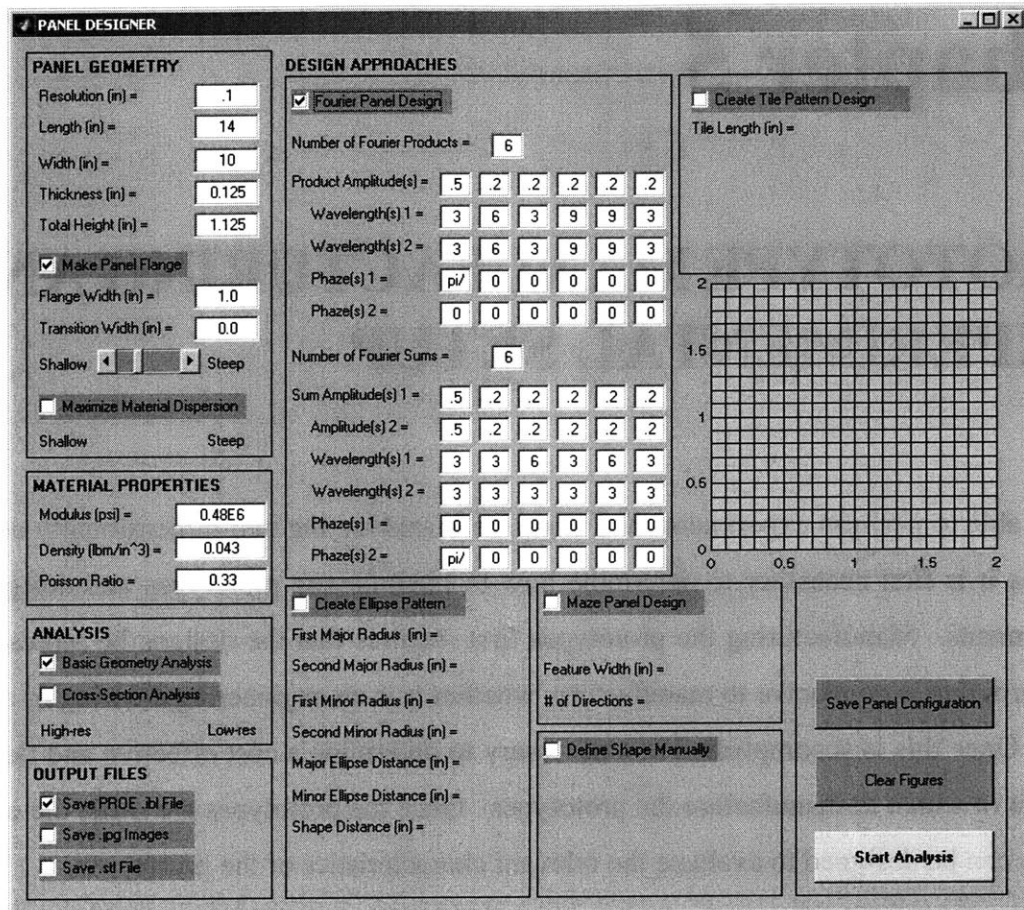 PANEL DESIGNER
PANEL GEOMETRY
Resolution (in) = .1
Length (in) = 14
Width (in) = 10
Thickness (in) = 0.125
Total Height (in) = 1.125
Make Panel Flange
Flange Width (in) = 1.0
Transition Width (in) = 0.0
Shallow Steep
Maximize Material Dispersion
Shallow Steep
MATERIAL PROPERTIES
Modulus (psi) = 0.48E6
Density (lbm/in^3) = 0.043
Poisson Ratio = 0.33
ANALYSIS
Basic Geometry Analysis
Cross-Section Analysis
High-res Low-res
OUTPUT FILES
Save PROE .ibl File
Save .jpg Images
Save .stl File
DESIGN APPROACHES
Fourier Panel Design
Number of Fourier Products = 6
Product Amplitude(s) = .5 .2 .2 .2 .2 .2
Wavelength(s) 1 = 3 6 3 9 9 3
Wavelength(s) 2 = 3 6 3 9 9 3
Phaze(s) 1 = pi/ 0 0 0 0 0
Phaze(s) 2 = 0 0 0 0 0 0
Number of Fourier Sums = 6
Sum Amplitude(s) 1 = .5 .2 .2 .2 .2 .2
Amplitude(s) 2 = .5 .2 .2 .2 .2 .2
Wavelength(s) 1 = 3 3 6 3 6 3
Wavelength(s) 2 = 3 3 3 3 3 3
Phaze(s) 1 = 0 0 0 0 0 0
Phaze(s) 2 = pi/ 0 0 0 0 0
Create Tile Pattern Design
Tile Length (in) =
2
1.5
1
0.5
0
0 0.5 1 1.5 2
Create Ellipse Pattern
First Major Radius (in) =
Second Major Radius (in) =
First Minor Radius (in) =
Second Minor Radius (in) =
Major Ellipse Distance (in) =
Minor Ellipse Distance (in) =
Shape Distance (in) =
Maze Panel Design
Feature Width (in) =
# of Directions =
Define Shape Manually
Save Panel Configuration
Clear Figures
Start Analysis